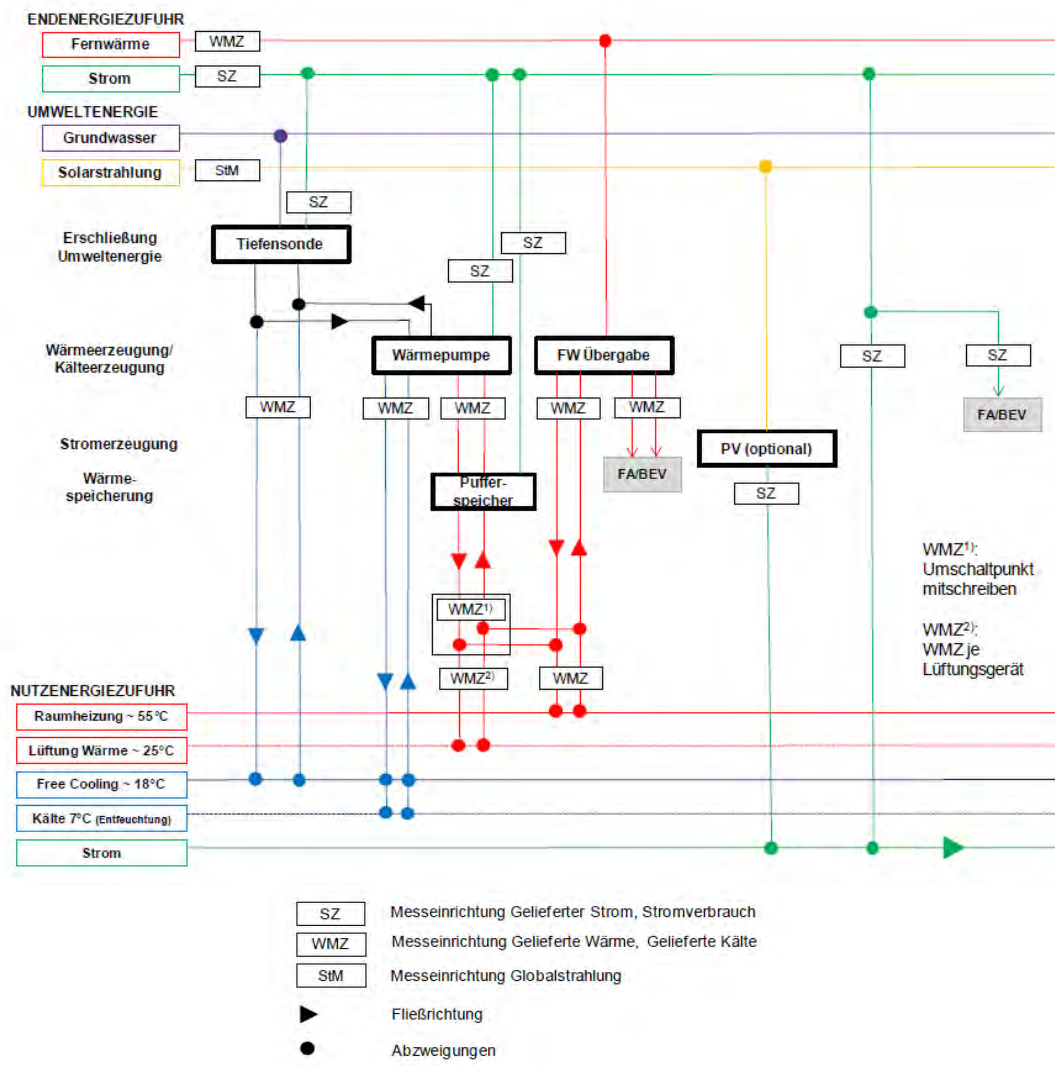 ENDENERGIEZUFUHR
Fernwärme
WMZ
Strom
SZ
UMWELTENERGIE
Grundwasser
Solarstrahlung
StM
SZ
Erschließung
Umweltenergie
Tiefensonde
SZ
SZ
Wärmeerzeugung/
Kälteerzeugung
Wärmepumpe
FW Übergabe
SZ
SZ
WMZ
WMZ
WMZ
WMZ
WMZ
FA/BEV
Stromerzeugung
PV (optional)
FA/BEV
Wärme-
speicherung
Puffer-
speicher
SZ
WMZ1):
Umschaltpunkt
mitschreiben
WMZ1)
WMZ2):
WMZ je
Lüftungsgerät
WMZ2)
WMZ
NUTZENERGIEZUFUHR
Raumheizung ~ 55°C
Lüftung Wärme ~ 25°C
Free Cooling ~ 18°C
Kälte 7°C (Entfeuchtung)
Strom
SZ Messeinrichtung Gelieferter Strom, Stromverbrauch
WMZ Messeinrichtung Gelieferte Wärme, Gelieferte Kälte
StM Messeinrichtung Globalstrahlung
Fließrichtung
Abzweigungen